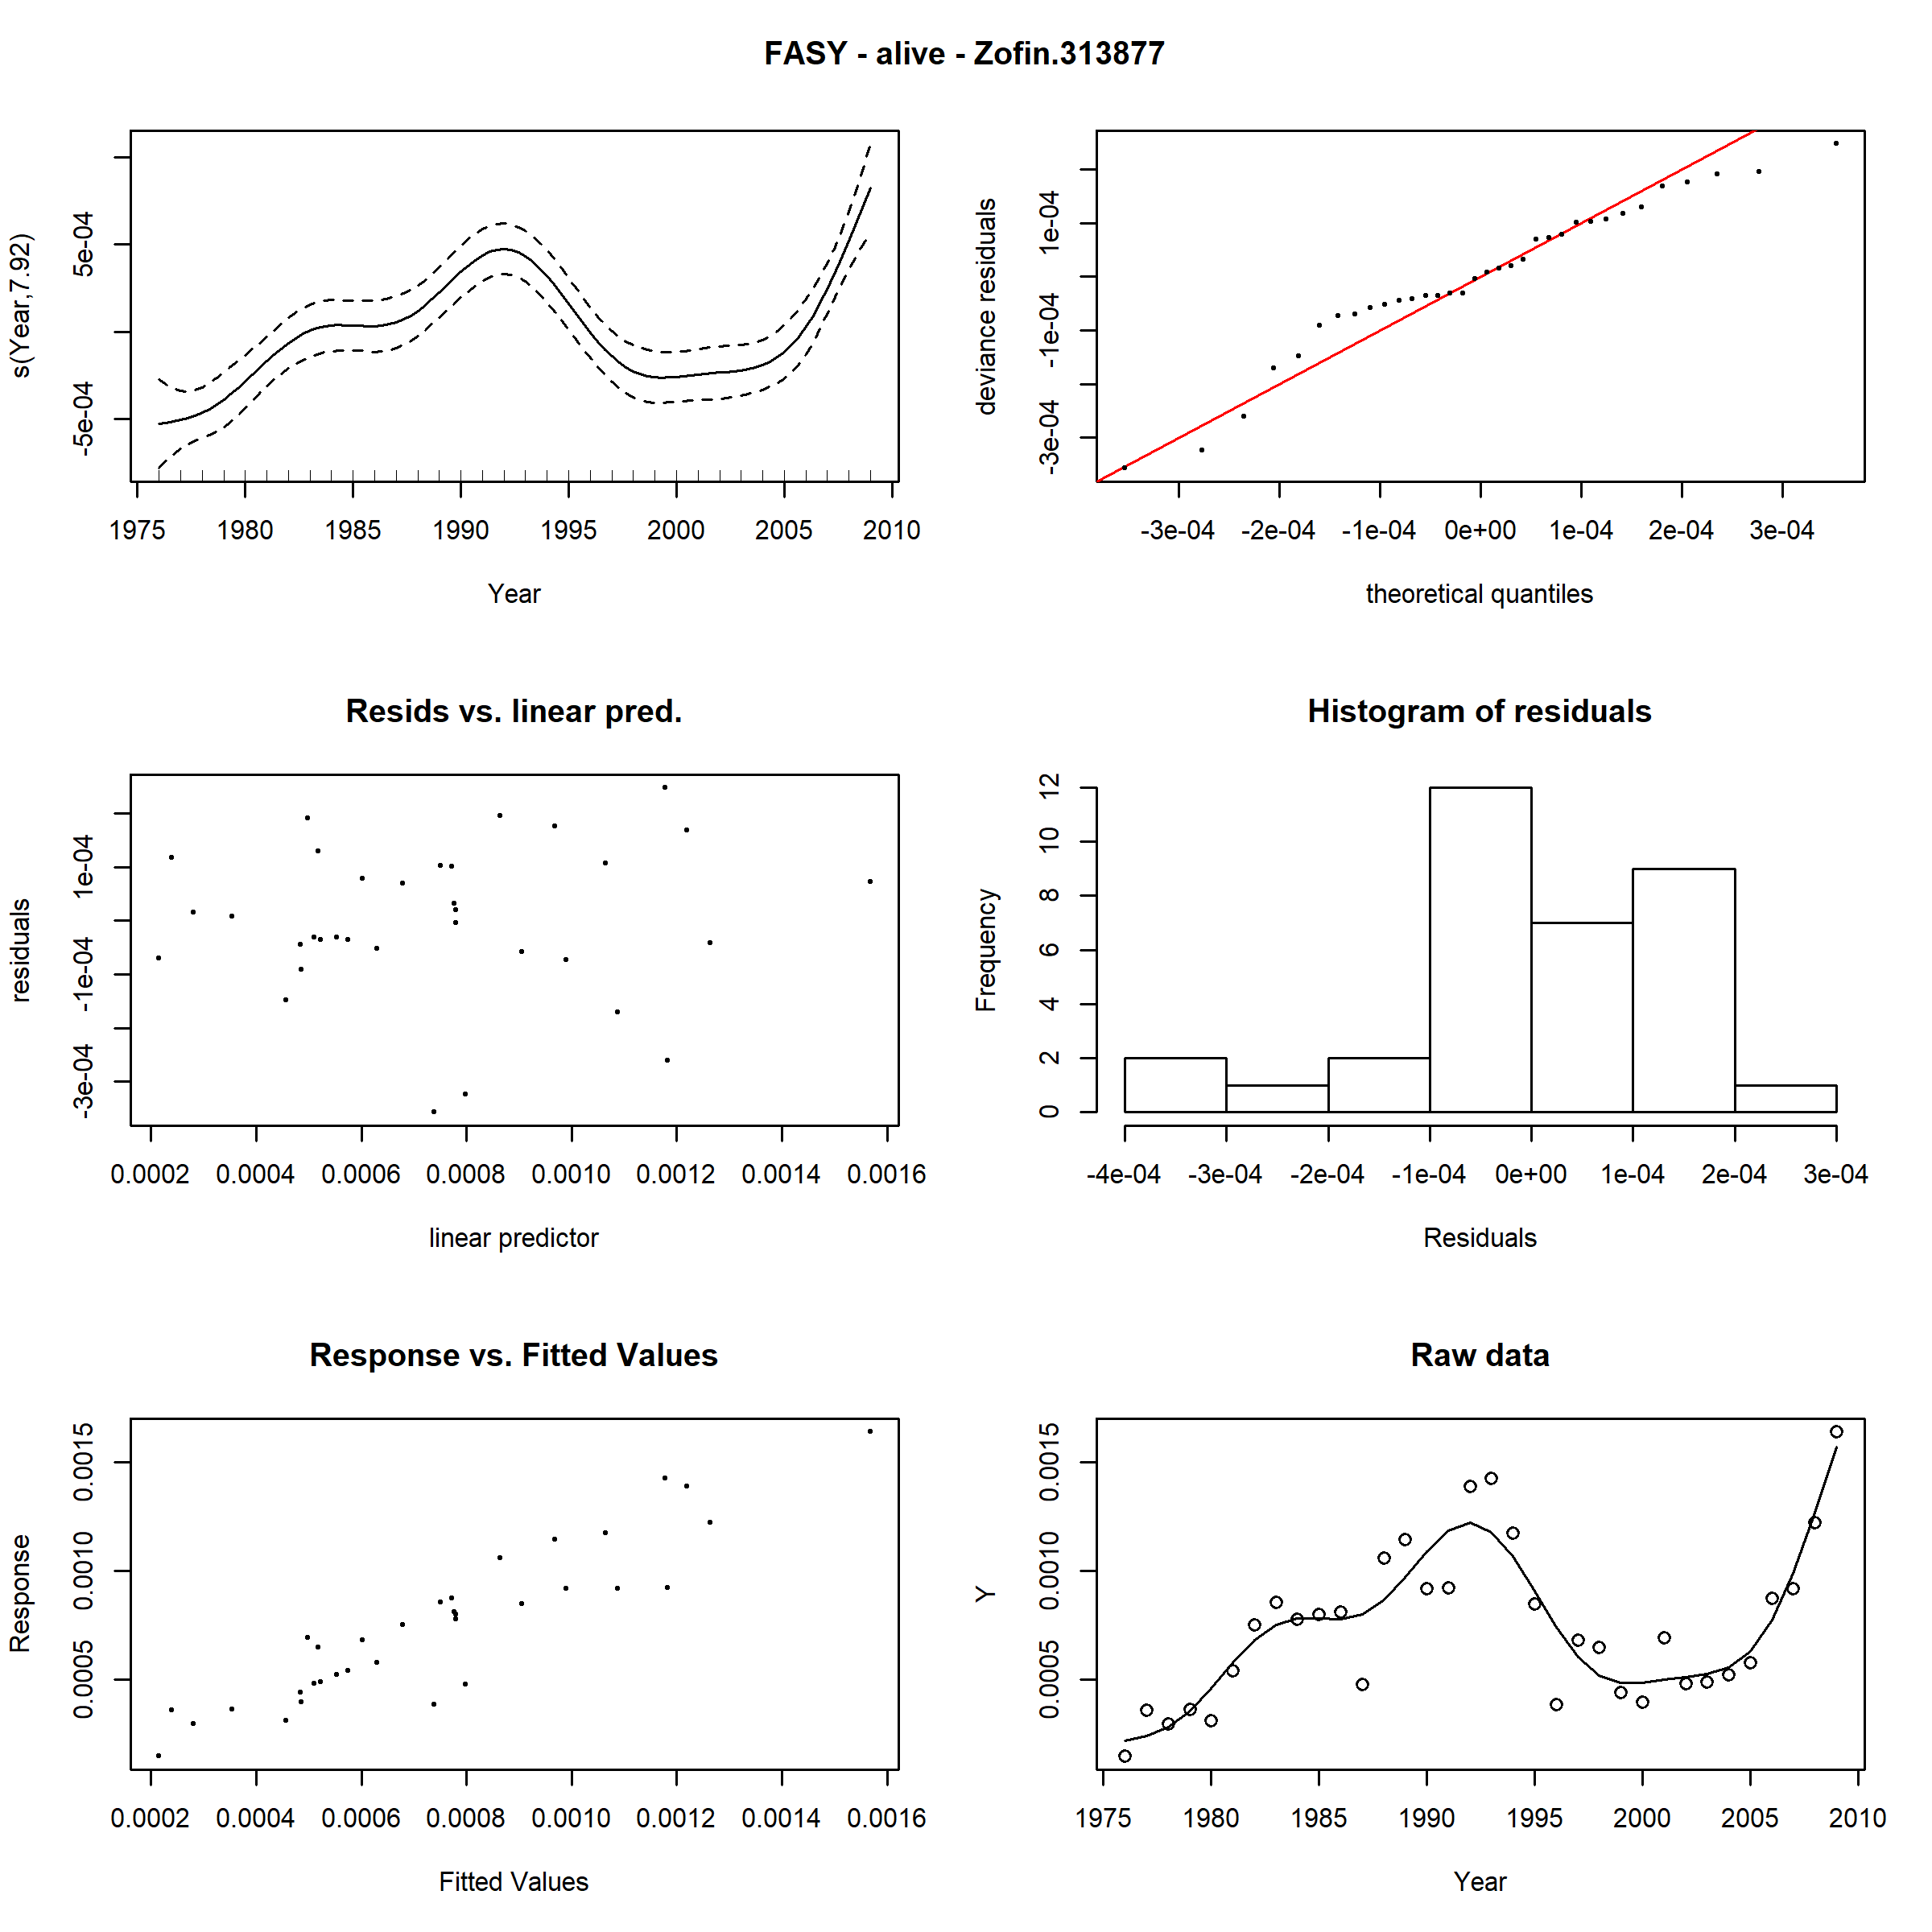 FASY - alive - Zofin.313877
s(Year,7.92)
-5e-04 5e-04
1975 1980 1985 1990 1995 2000 2005 2010
Year
deviance residuals
-3e-04 -1e-04 1e-04
-3e-04 -2e-04 -1e-04 0e+00 1e-04 2e-04 3e-04
theoretical quantiles
Resids vs. linear pred.
residuals
-3e-04 -1e-04 1e-04
0.0002 0.0004 0.0006 0.0008 0.0010 0.0012 0.0014 0.0016
linear predictor
Histogram of residuals
Frequency
0 2 4 6 8 10 12
-4e-04 -3e-04 -2e-04 -1e-04 0e+00 1e-04 2e-04 3e-04
Residuals
Response vs. Fitted Values
Response
0.0005 0.0010 0.0015
0.0002 0.0004 0.0006 0.0008 0.0010 0.0012 0.0014 0.0016
Fitted Values
Raw data
Y
0.0005 0.0010 0.0015
1975 1980 1985 1990 1995 2000 2005 2010
Year